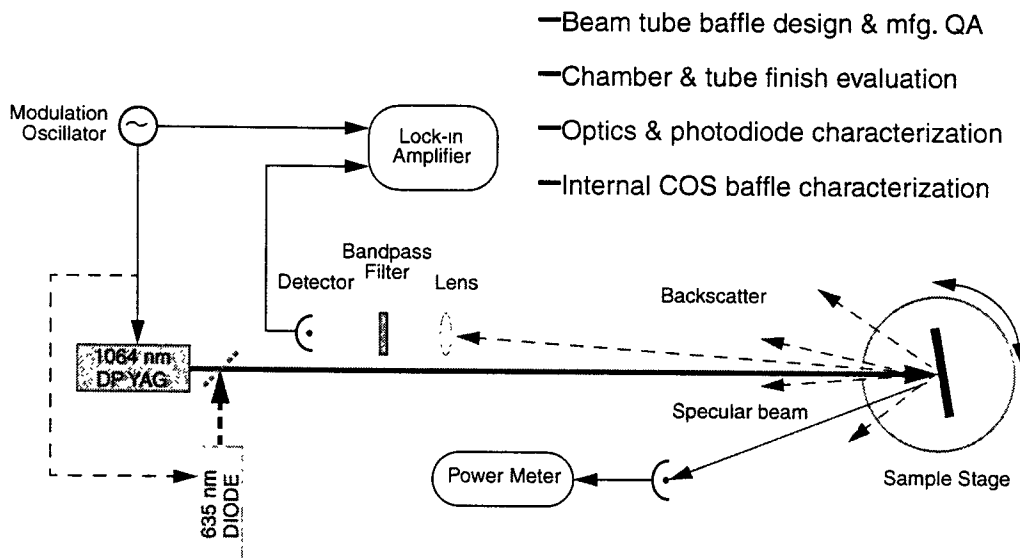 Beam tube baffle design & mfg. QA
Chamber & tube finish evaluation
Optics & photodiode characterization
Internal COS baffle characterization
Modulation
Oscillator
Lock-in
Amplifier
Detector
Bandpass
Filter
Lens
Backscatter
1064 nm
DP YAG
Specular beam
Power Meter
Sample Stage
635 nm
DIODE